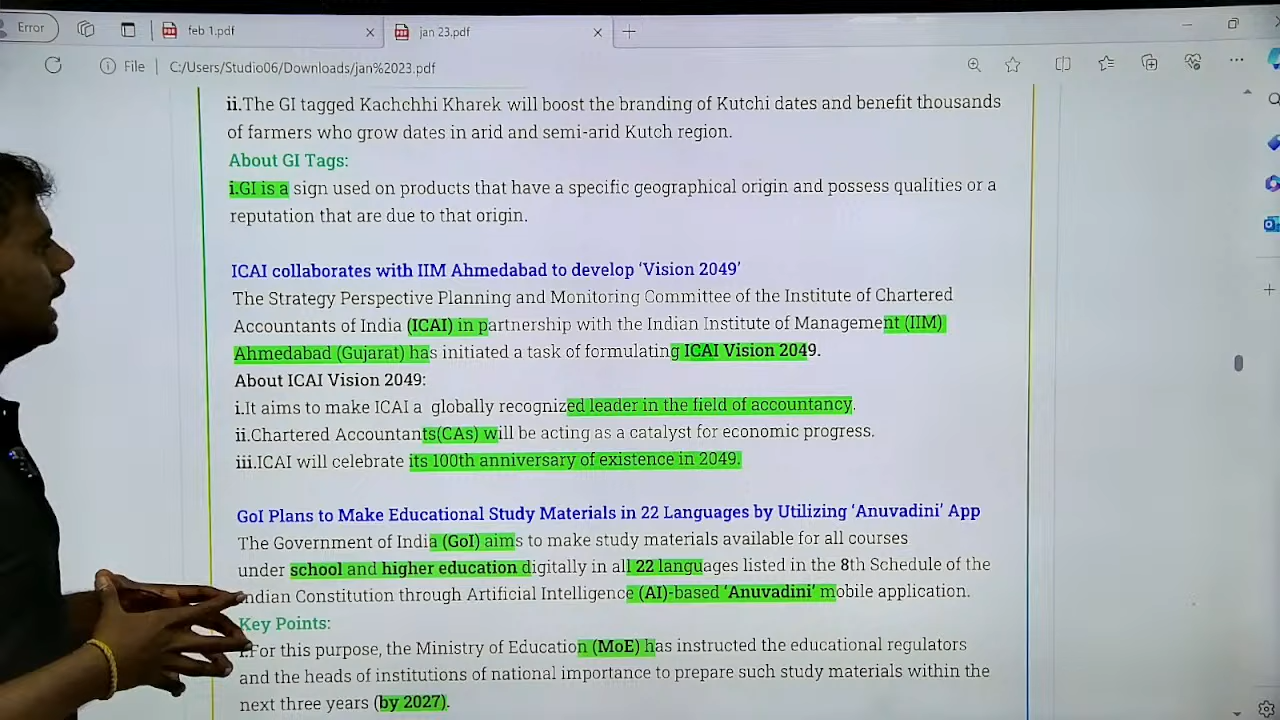 Error
feb 1.pdf
jan 23.pdf
File
C:/Users/Studio06/Downloads/jan%2023.pdf
ii.The GI tagged Kachchhi Kharek will boost the branding of Kutchi dates and benefit thousands
of farmers who grow dates in arid and semi-arid Kutch region.
About GI Tags:
i.GI is a sign used on products that have a specific geographical origin and possess qualities or a
reputation that are due to that origin.
ICAI collaborates with IIM Ahmedabad to develop ‘Vision 2049’
The Strategy Perspective Planning and Monitoring Committee of the Institute of Chartered
Accountants of India (ICAI) in partnership with the Indian Institute of Management (IIM)
Ahmedabad (Gujarat) has initiated a task of formulating ICAI Vision 2049.
About ICAI Vision 2049:
i.It aims to make ICAI a globally recognized leader in the field of accountancy.
ii.Chartered Accountants(CAs) will be acting as a catalyst for economic progress.
iii.ICAI will celebrate its 100th anniversary of existence in 2049.
GoI Plans to Make Educational Study Materials in 22 Languages by Utilizing ‘Anuvadini’ App
The Government of India (GoI) aims to make study materials available for all courses
under school and higher education digitally in all 22 languages listed in the 8th Schedule of the
Indian Constitution through Artificial Intelligence (AI)-based ‘Anuvadini’ mobile application.
Key Points:
i.For this purpose, the Ministry of Education (MoE) has instructed the educational regulators
and the heads of institutions of national importance to prepare such study materials within the
next three years (by 2027).